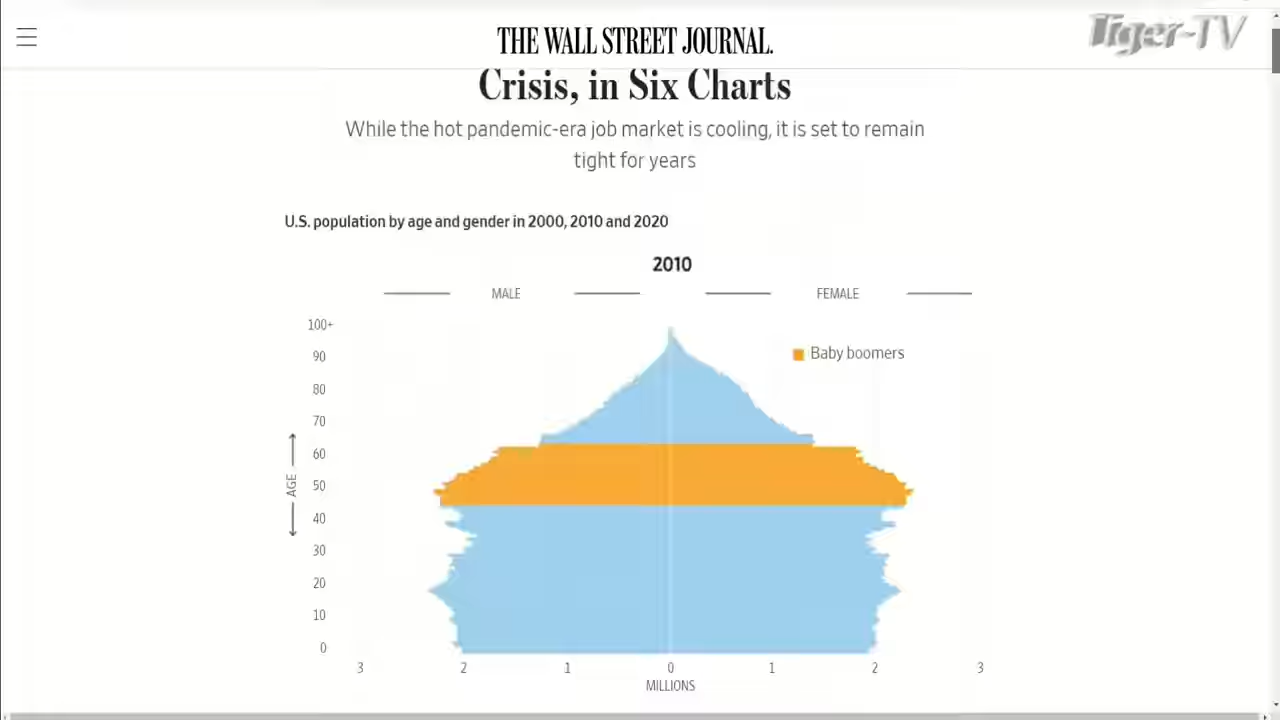 THE WALL STREET JOURNAL.
Tiger-TV
Crisis, in Six Charts
While the hot pandemic-era job market is cooling, it is set to remain
tight for years
U.S. population by age and gender in 2000, 2010 and 2020
2010
MALE
FEMALE
Baby boomers
100+
90
80
70
60
50
40
30
20
10
0
AGE
3 2 1 0 1 2 3
MILLIONS